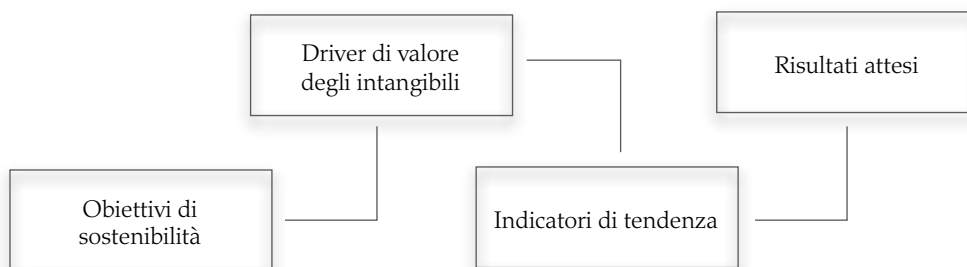 Driver di valore
degli intangibili
Risultati attesi
Obiettivi di
sostenibilità
Indicatori di tendenza